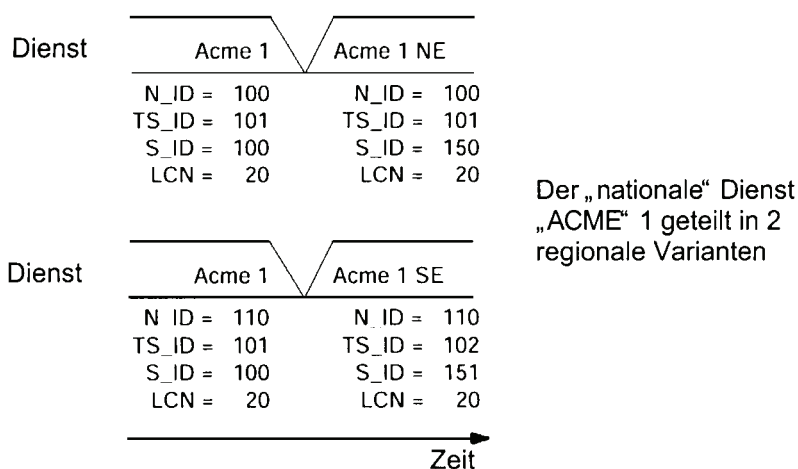 Dienst
Acme 1
Acme 1 NE
N_ID = 100
TS_ID = 101
S_ID = 100
LCN = 20
N_ID = 100
TS_ID = 101
S_ID = 150
LCN = 20
Der „nationale“ Dienst
„ACME“ 1 geteilt in 2
regionale Varianten
Dienst
Acme 1
Acme 1 SE
N_ID = 110
TS_ID = 101
S_ID = 100
LCN = 20
N_ID = 110
TS_ID = 102
S_ID = 151
LCN = 20
Zeit